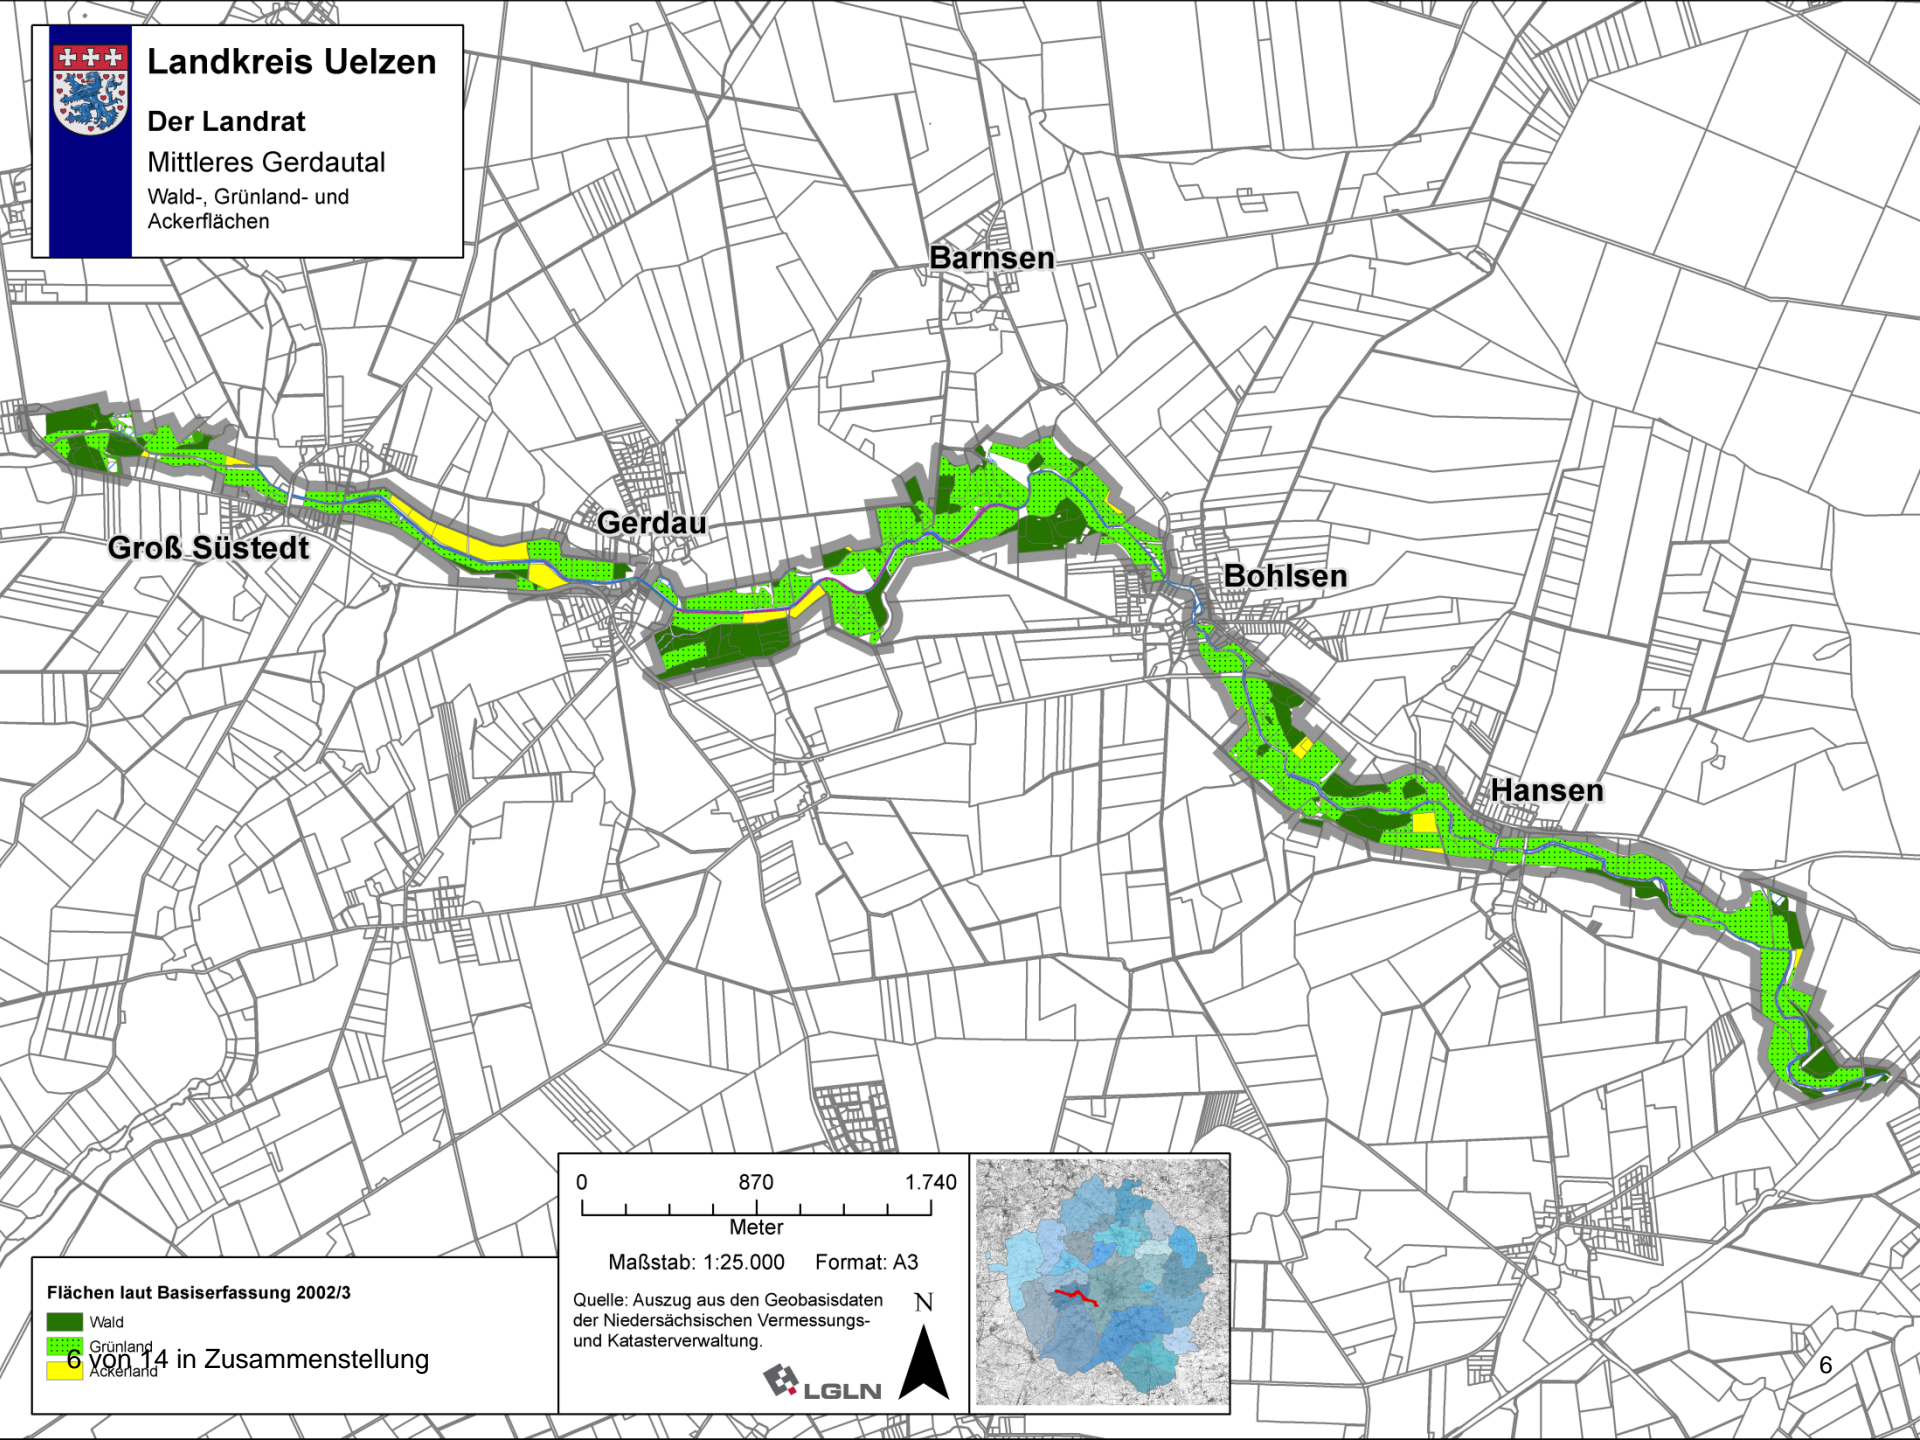 Landkreis Uelzen
Der Landrat
Mittleres Gerdautal
Wald-, Grünland- und
Ackerflächen
Barnsen
Gerdau
Groß Süstedt
Bohlsen
Hansen
0 870 1.740
Meter
Maßstab: 1:25.000 Format: A3
Quelle: Auszug aus den Geobasisdaten
der Niedersächsischen Vermessungs-
und Katasterverwaltung.
N
LGLN
Flächen laut Basiserfassung 2002/3
Wald
Grünland
Ackerland
6 von 14 in Zusammenstellung
6